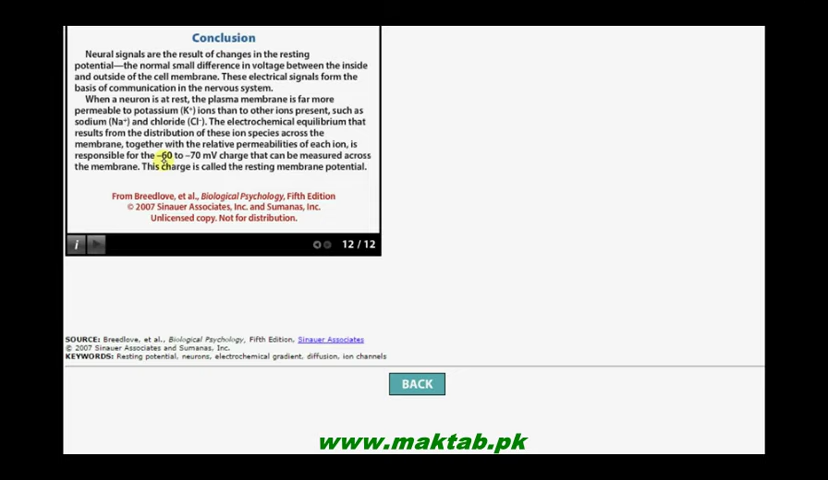 Conclusion
Neural signals are the result of changes in the resting
potential—the normal small difference in voltage between the inside
and outside of the cell membrane. These electrical signals form the
basis of communication in the nervous system.
When a neuron is at rest, the plasma membrane is far more
permeable to potassium (K⁺) ions than to other ions present, such as
sodium (Na⁺) and chloride (Cl⁻). The electrochemical equilibrium that
results from the distribution of these ion species across the
membrane, together with the relative permeabilities of each ion, is
responsible for the –60 to –70 mV charge that can be measured across
the membrane. This charge is called the resting membrane potential.
From Breedlove, et al., Biological Psychology, Fifth Edition
© 2007 Sinauer Associates, Inc. and Sumanas, Inc.
Unlicensed copy. Not for distribution.
i 12 / 12
SOURCE: Breedlove, et al., Biological Psychology, Fifth Edition, Sinauer Associates
© 2007 Sinauer Associates and Sumanas, Inc.
KEYWORDS: Resting potential, neurons, electrochemical gradient, diffusion, ion channels
BACK
www.maktab.pk